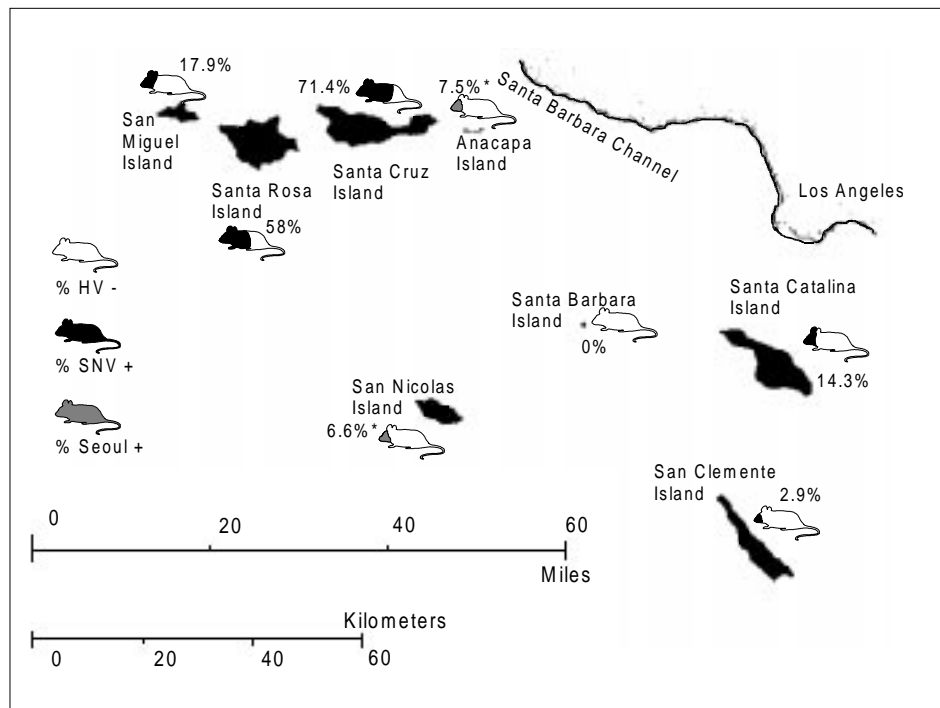 17.9%
San
Miguel
Island
71.4%
Santa Cruz
Island
7.5% *
Anacapa
Island
Santa Barbara Channel
Los Angeles
Santa Rosa
Island
58%
% HV -
% SNV +
% Seoul +
Santa Barbara
Island
0%
Santa Catalina
Island
14.3%
San Nicolas
Island
6.6% *
San Clemente
Island
2.9%
0 20 40 60
Miles
Kilometers
0 20 40 60